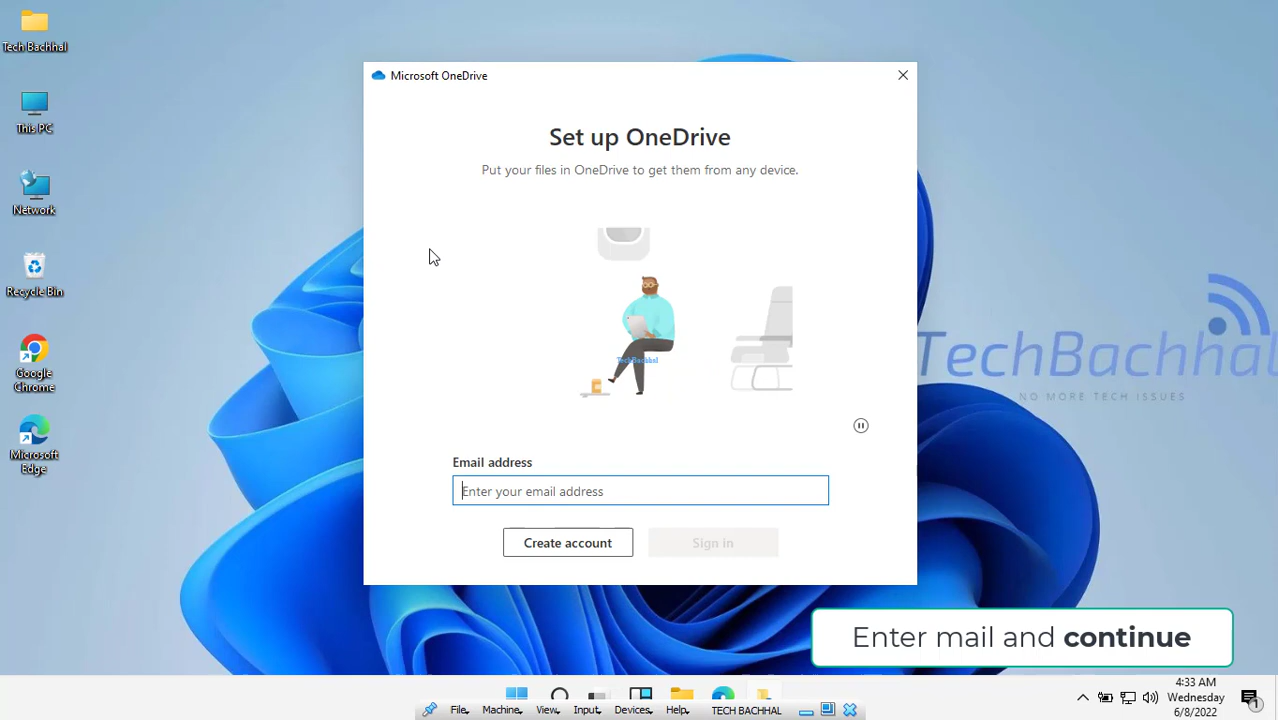 Tech Bachhal
This PC
Network
Recycle Bin
Google
Chrome
Microsoft
Edge
Microsoft OneDrive
Set up OneDrive
Put your files in OneDrive to get them from any device.
TechBachhal
Email address
Enter your email address
Create account
Sign in
TechBachhal
NO MORE TECH ISSUES
Enter mail and continue
File
Machine
View
Input
Devices
Help
TECH BACHHAL
4:33 AM
Wednesday
6/8/2022
1